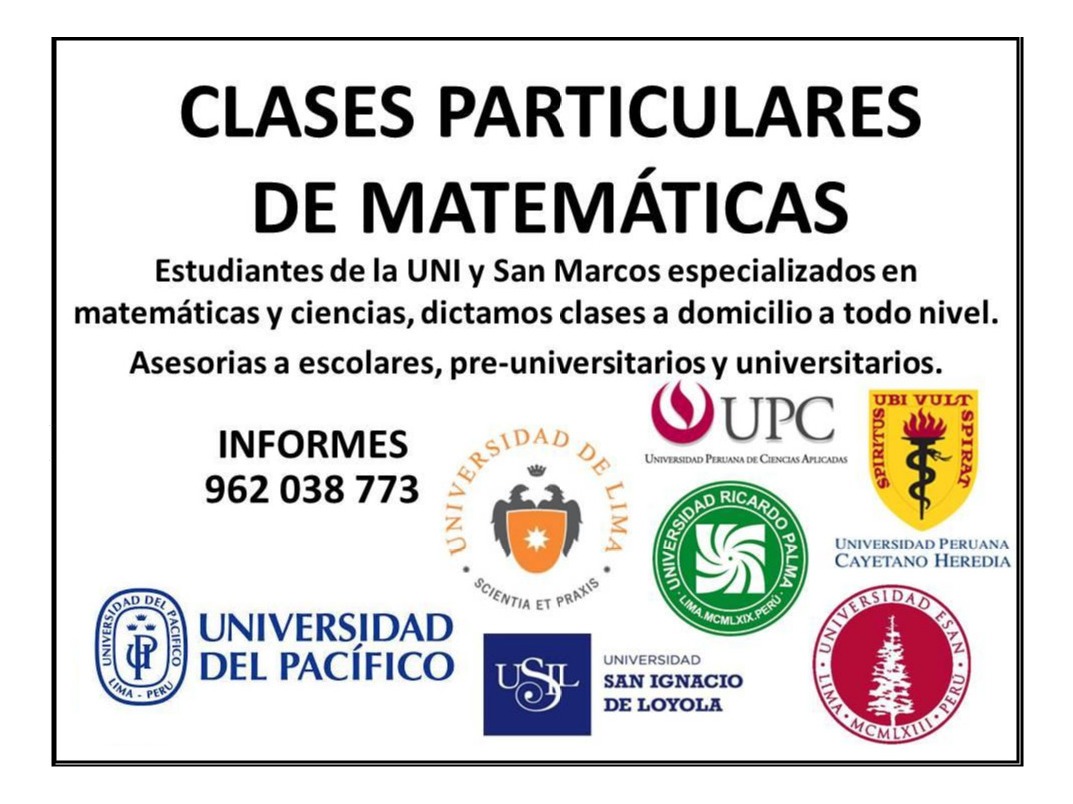 CLASES PARTICULARES
DE MATEMÁTICAS
Estudiantes de la UNI y San Marcos especializados en
matemáticas y ciencias, dictamos clases a domicilio a todo nivel.
Asesorias a escolares, pre-universitarios y universitarios.
INFORMES
962 038 773
UNIVERSIDAD DE LIMA
SCIENTIA ET PRAXIS
UPC
UNIVERSIDAD PERUANA DE CIENCIAS APLICADAS
SPIRITUS UBI VULT SPIRAT
UNIVERSIDAD PERUANA
CAYETANO HEREDIA
UNIVERSIDAD RICARDO PALMA
LIMA.MCMLXIX.PERÚ
UNIVERSIDAD DEL PACIFICO
UP
LIMA - PERU
UNIVERSIDAD
DEL PACÍFICO
USIL
UNIVERSIDAD
SAN IGNACIO
DE LOYOLA
UNIVERSIDAD ESAN
LIMA · MCMLXIII · PERÚ